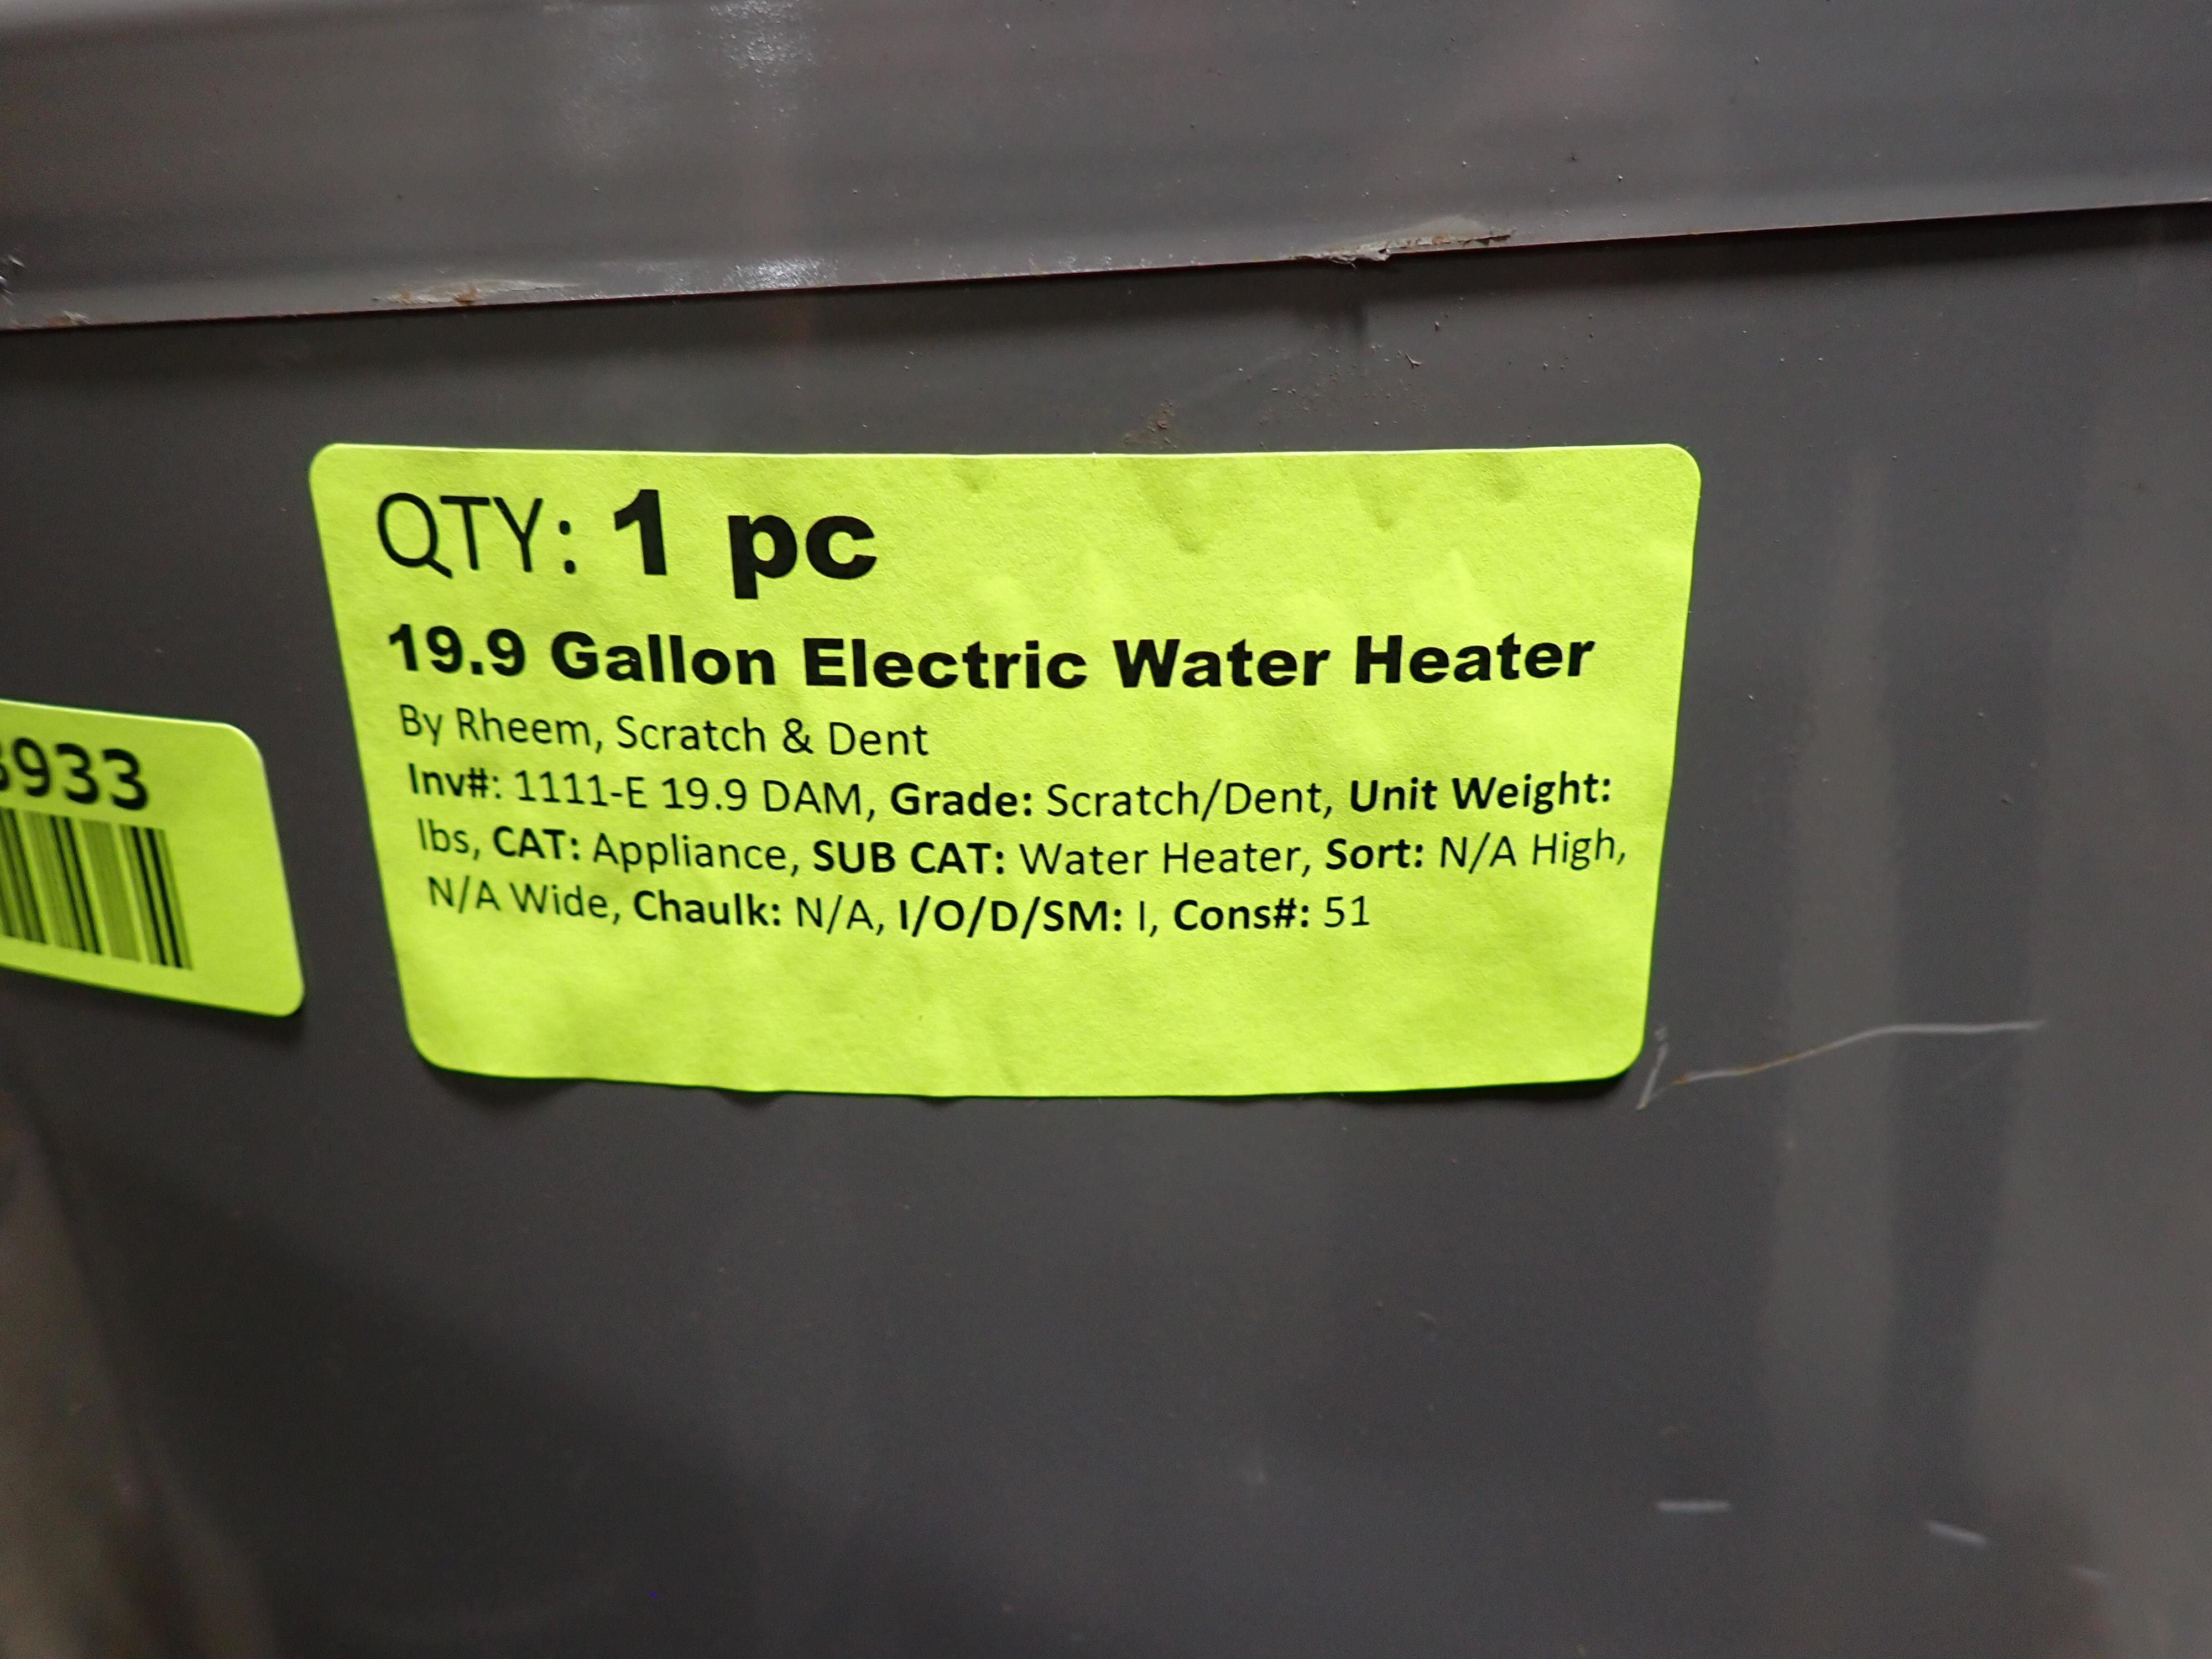 QTY: 1 pc
19.9 Gallon Electric Water Heater
By Rheem, Scratch & Dent
Inv#: 1111-E 19.9 DAM, Grade: Scratch/Dent, Unit Weight:
lbs, CAT: Appliance, SUB CAT: Water Heater, Sort: N/A High,
N/A Wide, Chaulk: N/A, I/O/D/SM: I, Cons#: 51
933